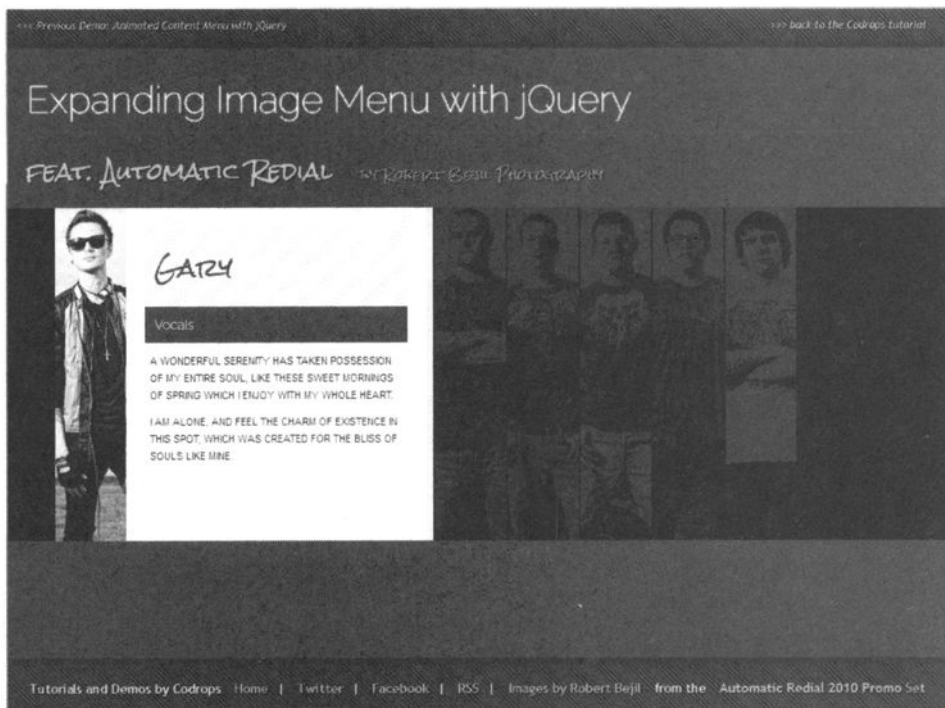 <<< Previous Demo: Animated Content Menu with jQuery
>>> back to the Codrops tutorial
Expanding Image Menu with jQuery
FEAT. AUTOMATIC REDIAL BY ROBERT BEJIL PHOTOGRAPHY
GARY
Vocals
A WONDERFUL SERENITY HAS TAKEN POSSESSION
OF MY ENTIRE SOUL, LIKE THESE SWEET MORNINGS
OF SPRING WHICH I ENJOY WITH MY WHOLE HEART.
I AM ALONE, AND FEEL THE CHARM OF EXISTENCE IN
THIS SPOT, WHICH WAS CREATED FOR THE BLISS OF
SOULS LIKE MINE.
Tutorials and Demos by Codrops Home | Twitter | Facebook | RSS | Images by Robert Bejil from the Automatic Redial 2010 Promo Set